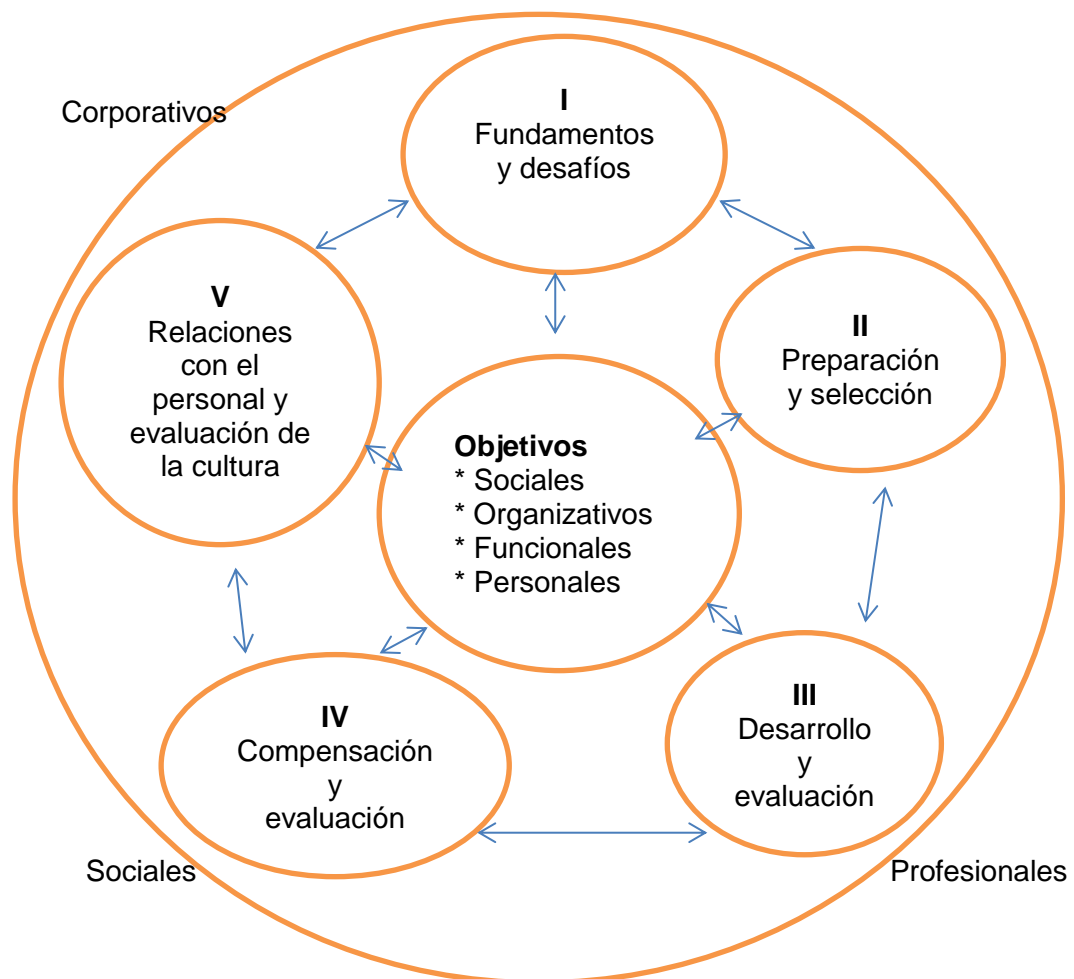 Corporativos
I
Fundamentos
y desafíos
V
Relaciones
con el
personal y
evaluación de
la cultura
II
Preparación
y selección
Objetivos
* Sociales
* Organizativos
* Funcionales
* Personales
IV
Compensación
y
evaluación
III
Desarrollo
y
evaluación
Sociales
Profesionales